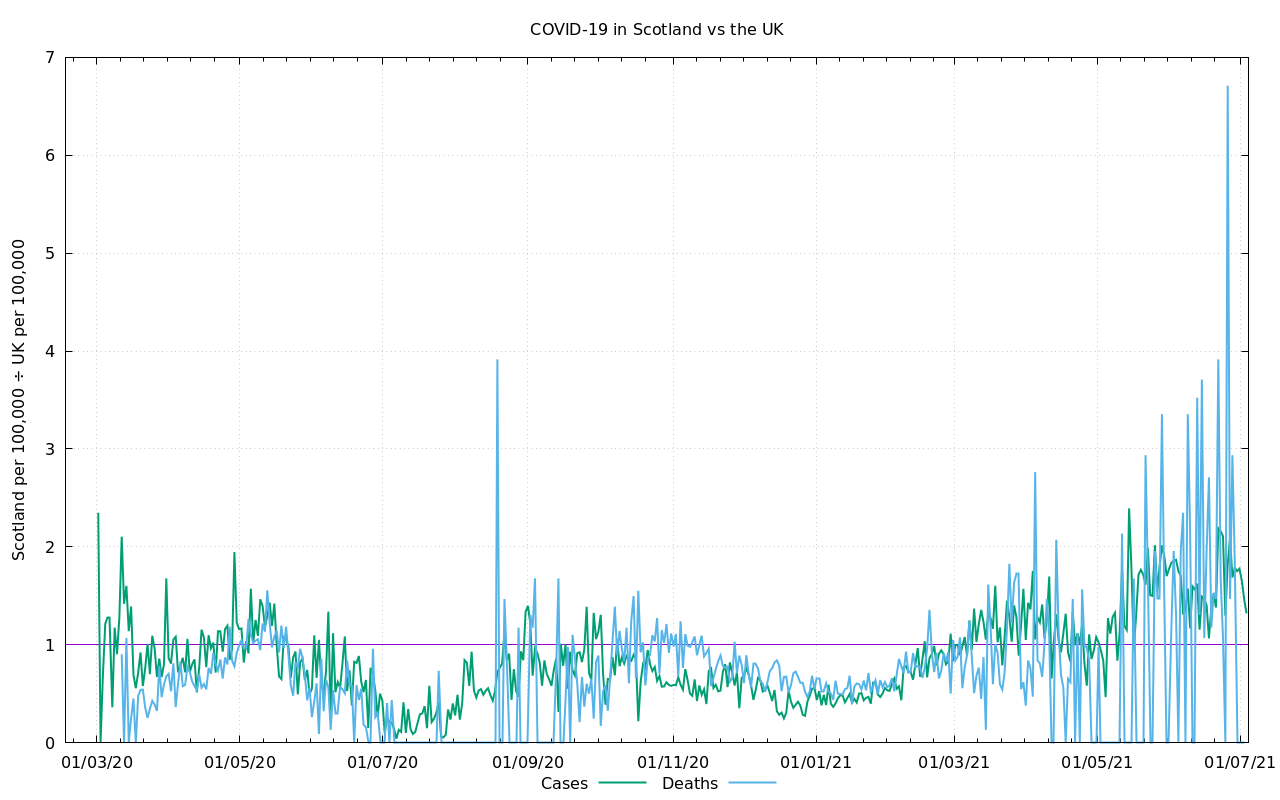 COVID-19 in Scotland vs the UK
Scotland per 100,000 ÷ UK per 100,000
7
6
5
4
3
2
1
0
01/03/20 01/05/20 01/07/20 01/09/20 01/11/20 01/01/21 01/03/21 01/05/21 01/07/21
Cases Deaths